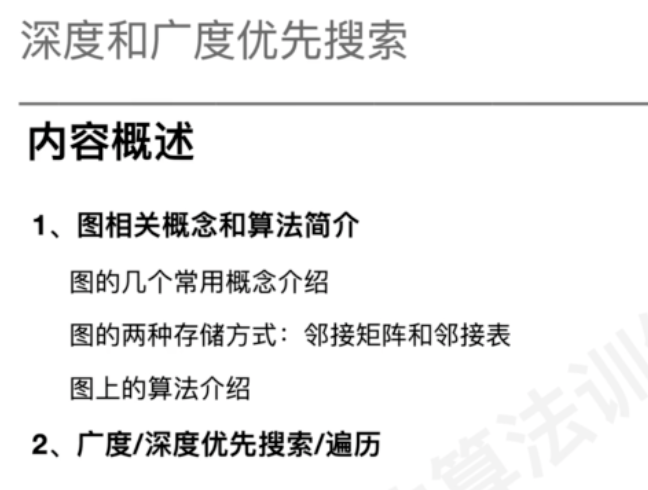 深度和广度优先搜索
内容概述
1、图相关概念和算法简介
图的几个常用概念介绍
图的两种存储方式：邻接矩阵和邻接表
图上的算法介绍
2、广度/深度优先搜索/遍历
算法训